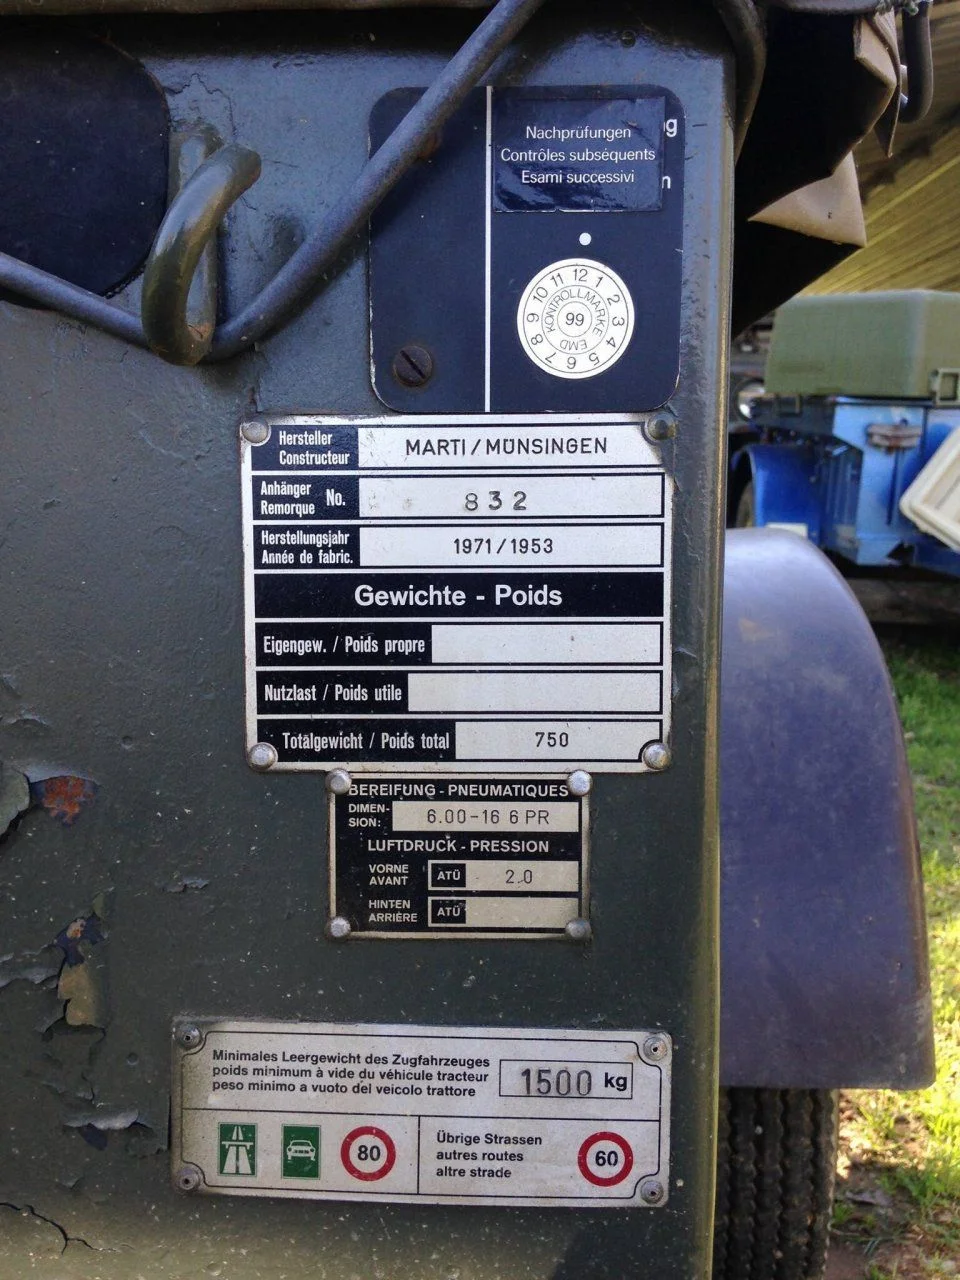 g
n
Nachprüfungen
Contrôles subséquents
Esami successivi
12 1 2 3 4 5 6 7 8 9 10 11
KONTROLLMARKE
EMD
99
Hersteller
Constructeur
MARTI/MÜNSINGEN
Anhänger
Remorque No.
832
Herstellungsjahr
Année de fabric.
1971/1953
Gewichte - Poids
Eigengew. / Poids propre
Nutzlast / Poids utile
Totalgewicht / Poids total
750
BEREIFUNG - PNEUMATIQUES
DIMEN-
SION:
6.00-16 6 PR
LUFTDRUCK - PRESSION
VORNE
AVANT
ATÜ
2.0
HINTEN
ARRIÈRE
ATÜ
Minimales Leergewicht des Zugfahrzeuges
poids minimum à vide du véhicule tracteur
peso minimo a vuoto del veicolo trattore
1500 kg
80
Übrige Strassen
autres routes
altre strade
60